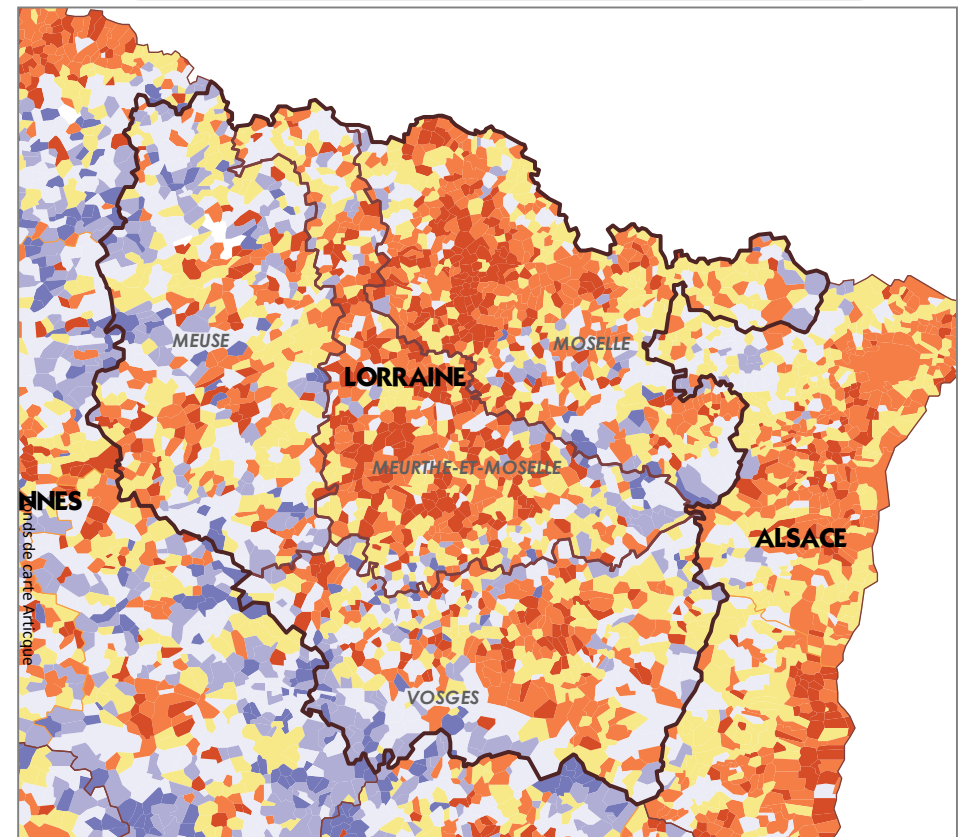 MEUSE
MOSELLE
LORRAINE
MEURTHE-ET-MOSELLE
NNES
ALSACE
Fonds de carte Articque
VOSGES